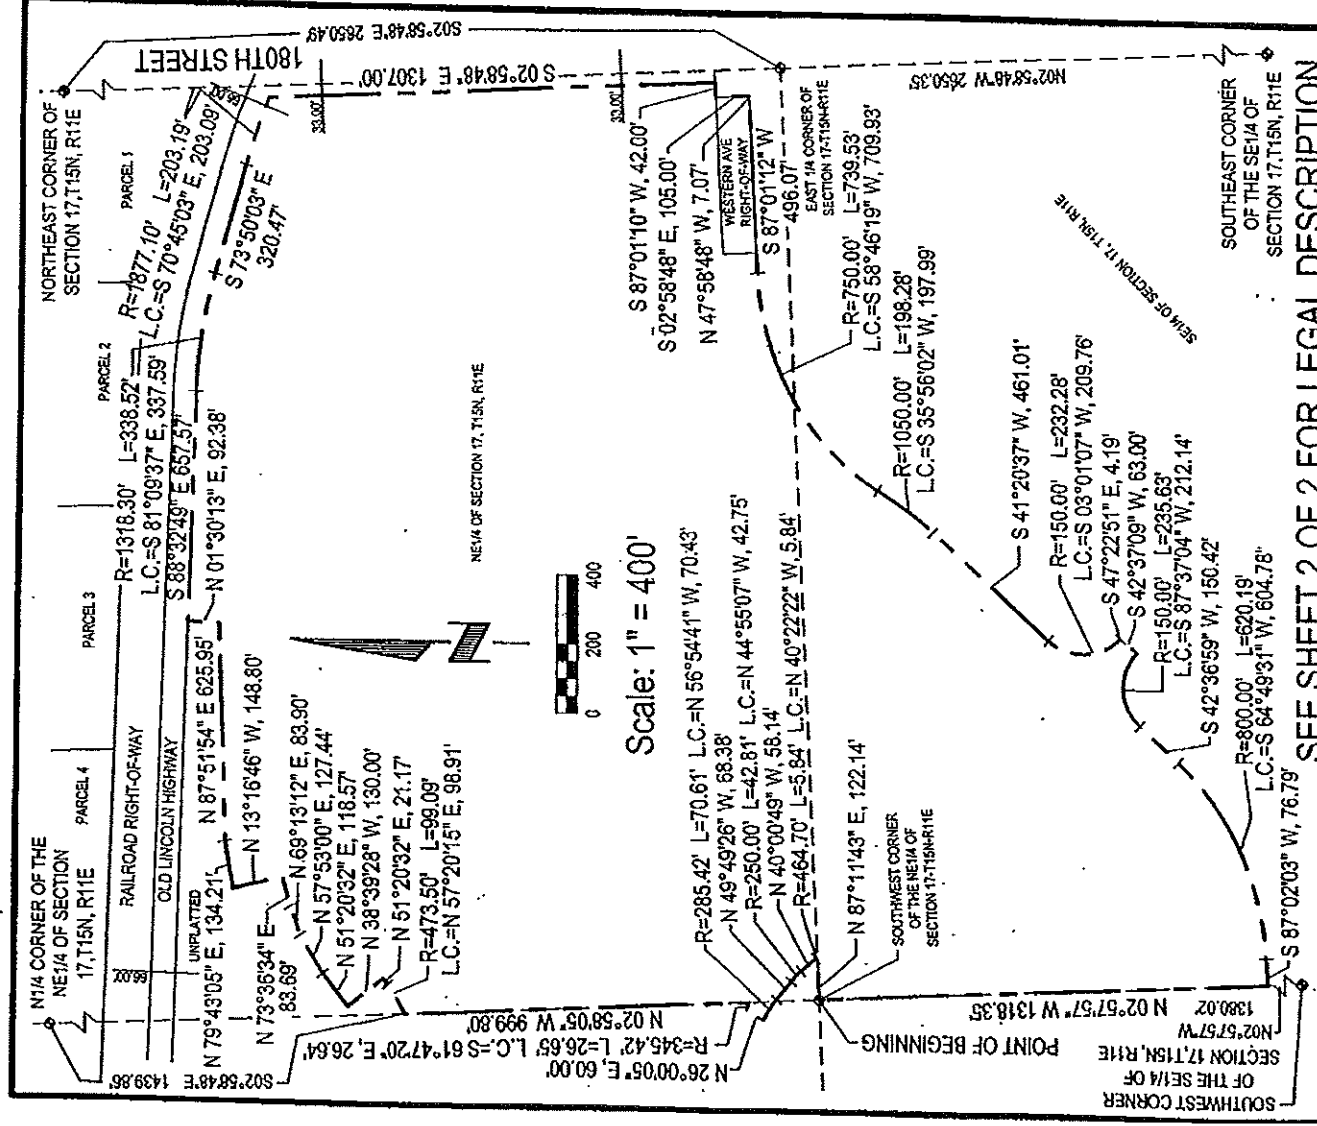 N1/4 CORNER OF THE
NE1/4 OF SECTION
17,T15N, R11E
PARCEL 4
PARCEL 3
PARCEL 2
PARCEL 1
NORTHEAST CORNER OF
SECTION 17,T15N, R11E
RAILROAD RIGHT-OF-WAY
OLD LINCOLN HIGHWAY
UNPLATTED
66.00'
66.00'
180TH STREET
S02°58'48" E 2650.49'
S 02°58'48" E 1307.00'
33.00'
33.00'
R=1877.10' L=203.19'
L.C.=S 70°45'03" E, 203.09'
S 73°50'03" E
320.47'
R=1318.30' L=338.52'
L.C.=S 81°09'37" E, 337.59'
S 88°32'49" E 657.57'
N 01°30'13" E, 92.38'
N 87°51'54" E 625.95'
N 13°16'46" W, 148.80'
N 79°43'05" E, 134.21'
N 73°36'34" E
83.69'
N 69°13'12" E, 83.90'
N 57°53'00" E, 127.44'
N 51°20'32" E, 118.57'
N 38°39'28" W, 130.00'
N 51°20'32" E, 21.17'
R=473.50' L=99.09'
L.C.=N 57°20'15" E, 98.91'
S02°58'48"E 1439.86'
NE1/4 OF SECTION 17, T15N, R11E
0 200 400
Scale: 1" = 400'
S 87°01'10" W, 42.00'
S 02°58'48" E, 105.00'
N 47°58'48" W, 7.07'
WESTERN AVE
RIGHT-OF-WAY
S 87°01'12" W
496.07'
EAST 1/4 CORNER OF
SECTION 17-T15N-R11E
N02°58'48"W 2650.35'
R=750.00' L=739.53'
L.C.=S 58°46'19" W, 709.93'
R=1050.00' L=198.28'
L.C.=S 35°56'02" W, 197.99'
S 41°20'37" W, 461.01'
R=150.00' L=232.28'
L.C.=S 03°01'07" W, 209.76'
S 47°22'51" E, 4.19'
S 42°37'09" W, 63.00'
R=150.00' L=235.63'
L.C.=S 87°37'04" W, 212.14'
S 42°36'59" W, 150.42'
R=800.00' L=620.19'
L.C.=S 64°49'31" W, 604.78'
S 87°02'03" W, 76.79'
SE1/4 OF SECTION 17, T15N, R11E
SOUTHEAST CORNER
OF THE SE1/4 OF
SECTION 17,T15N, R11E
R=285.42' L=70.61' L.C.=N 56°54'41" W, 70.43'
N 49°49'26" W, 68.38'
R=250.00' L=42.81' L.C.=N 44°55'07" W, 42.75'
N 40°00'49" W, 58.14'
R=464.70' L=5.84' L.C.=N 40°22'22" W, 5.84'
N 87°11'43" E, 122.14'
SOUTHWEST CORNER
OF THE NE1/4 OF
SECTION 17-T15N-R11E
N 02°58'05" W 999.80'
R=345.42' L=26.65' L.C.=S 61°47'20" E, 26.64'
N 26°00'05" E, 60.00'
POINT OF BEGINNING
N 02°57'57" W 1318.35'
SOUTHWEST CORNER
OF THE SE1/4 OF
SECTION 17,T15N, R11E
N02°57'57"W
1380.02'
SEE SHEET 2 OF 2 FOR LEGAL DESCRIPTION